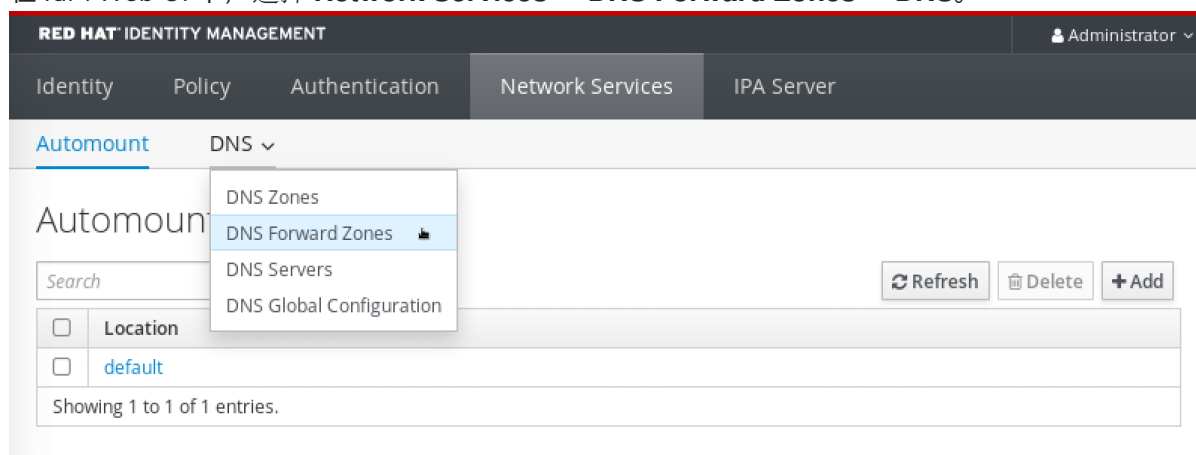 RED HAT IDENTITY MANAGEMENT Administrator
Identity Policy Authentication Network Services IPA Server
Automount DNS
DNS Zones
Automoun
DNS Forward Zones
Search
DNS Servers
Refresh Delete Add
DNS Global Configuration
Location
default
Showing 1 to 1 of 1 entries.